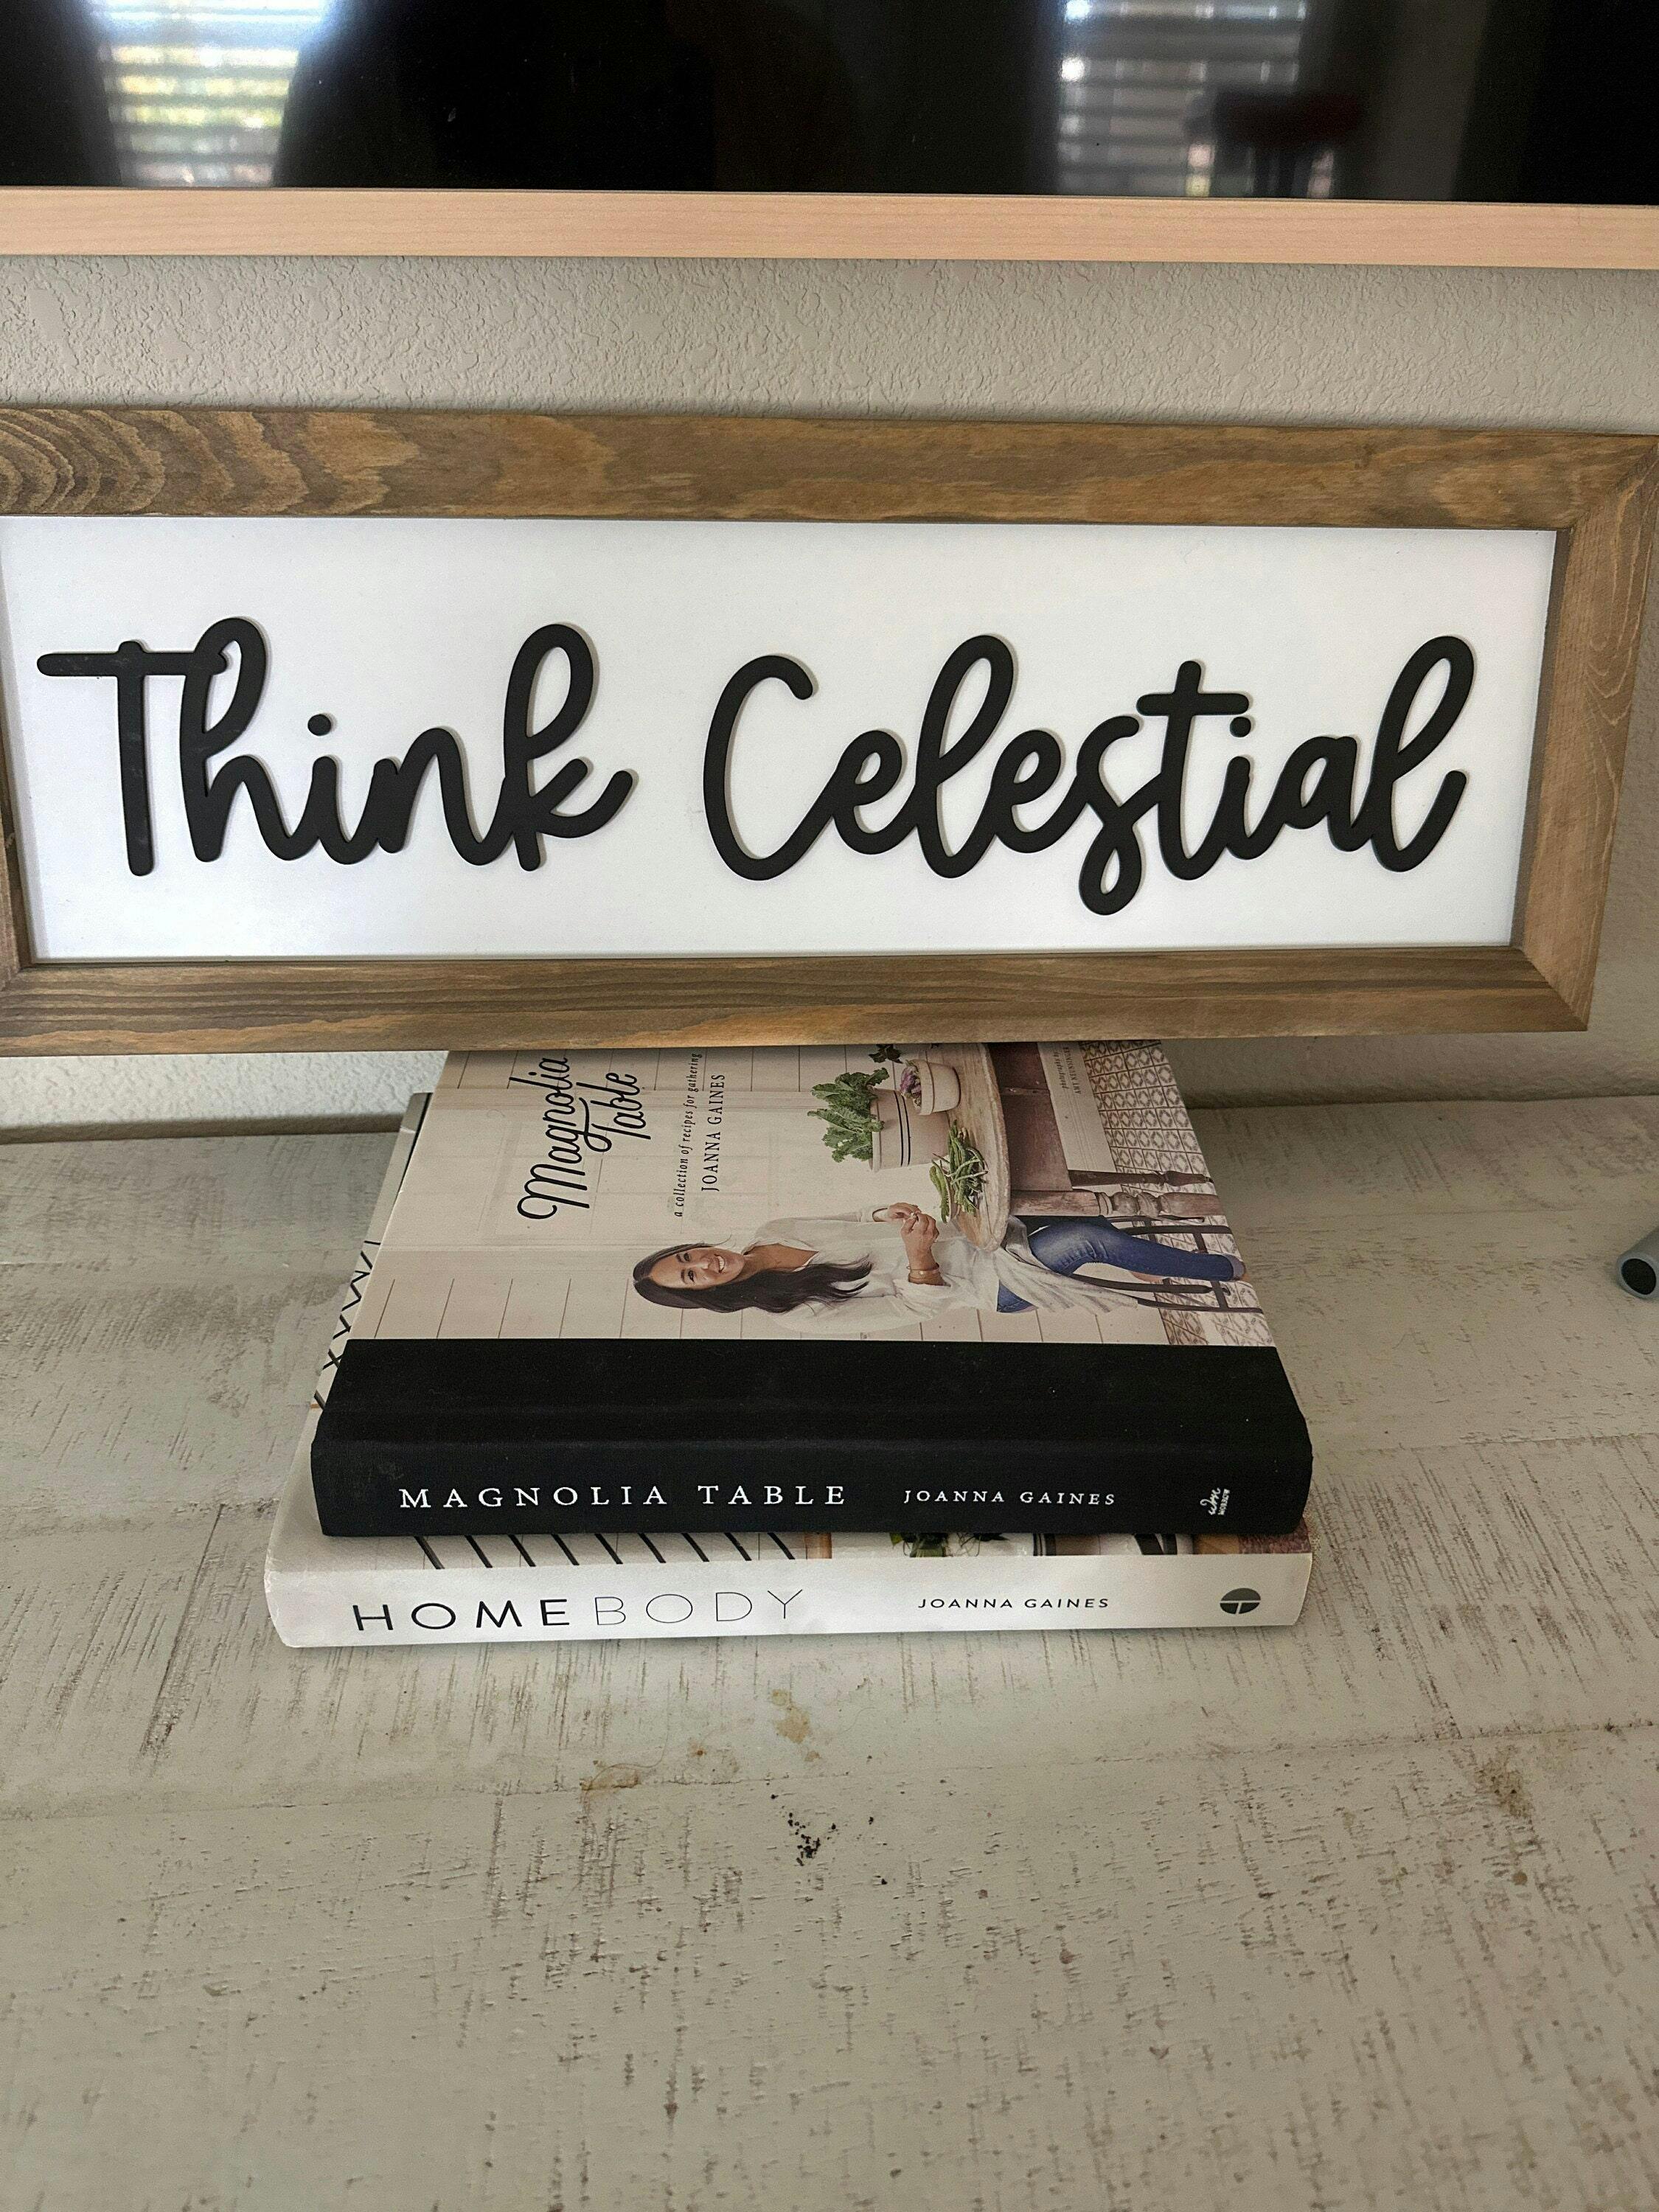 Think Celestial
Magnolia
Table
a collection of recipes for gathering
JOANNA GAINES
MAGNOLIA TABLE JOANNA GAINES
HOMEBODY JOANNA GAINES